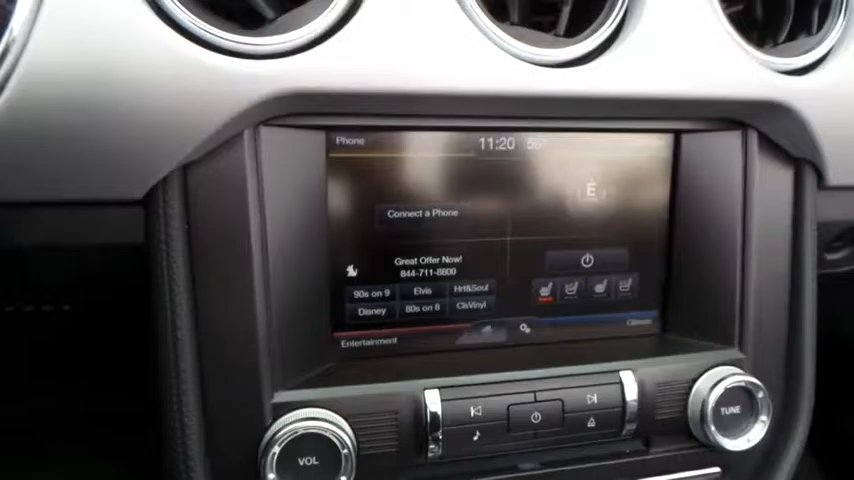 Phone 11:20 56°
E
Connect a Phone
Great Offer Now!
844-711-8800
90s on 9 Elvis Hrt&Soul
Disney 80s on 8 ClsVinyl
Entertainment Climate
VOL
TUNE